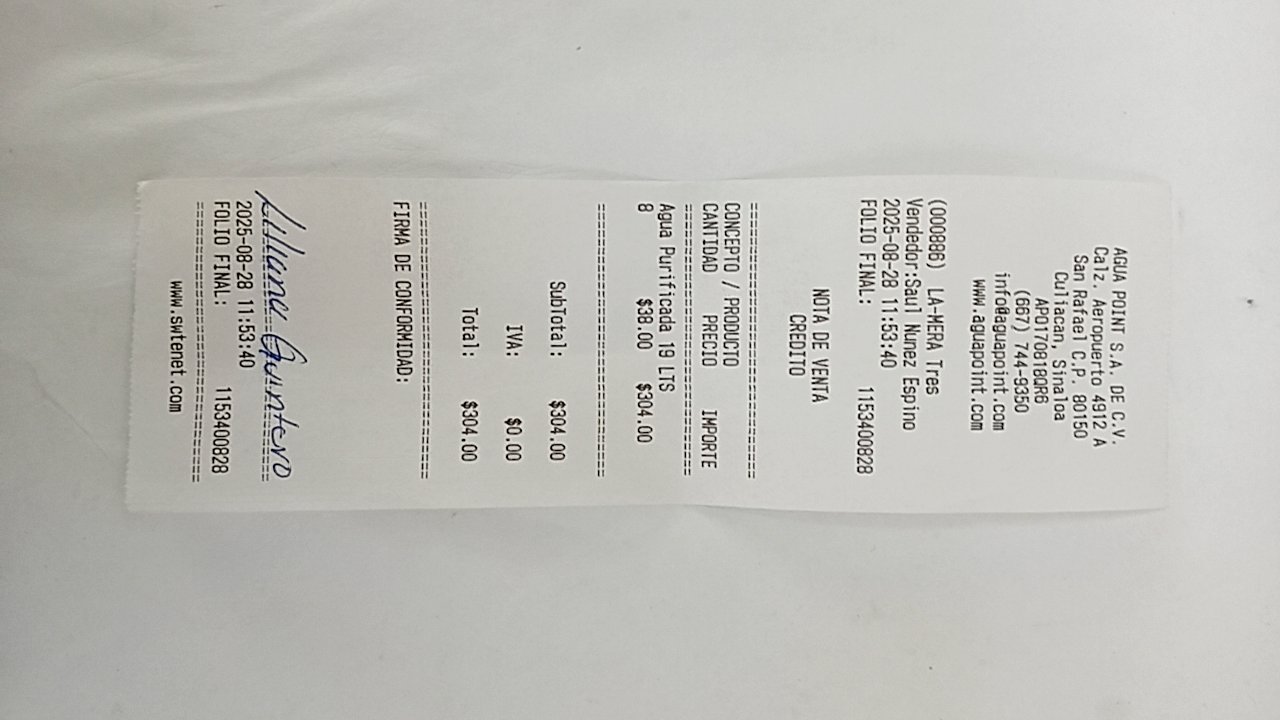 AGUA POINT S.A. DE C.V.
Calz. Aeropuerto 4912 A
San Rafael C.P. 80150
Culiacan, Sinaloa
APO170818QR6
(667) 744-9350
info@aguapoint.com
www.aguapoint.com
(000886) LA-MERA Tres
Vendedor:Saul Nunez Espino
2025-08-28 11:53:40
FOLIO FINAL: 1153400828
NOTA DE VENTA
CREDITO
================================
CONCEPTO / PRODUCTO
CANTIDAD PRECIO IMPORTE
================================
Agua Purificada 19 LTS
8 $38.00 $304.00
================================
SubTotal: $304.00
IVA: $0.00
Total: $304.00
================================
FIRMA DE CONFORMIDAD:
Liliana Quintero
================================
2025-08-28 11:53:40
FOLIO FINAL: 1153400828
================================
www.swtenet.com